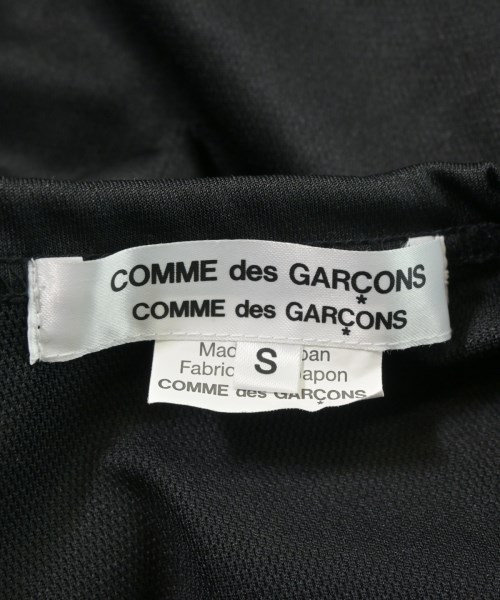 COMME des GARÇONS
COMME des GARÇONS
S
Mad pan
Fabric apon
COMME des GARÇONS